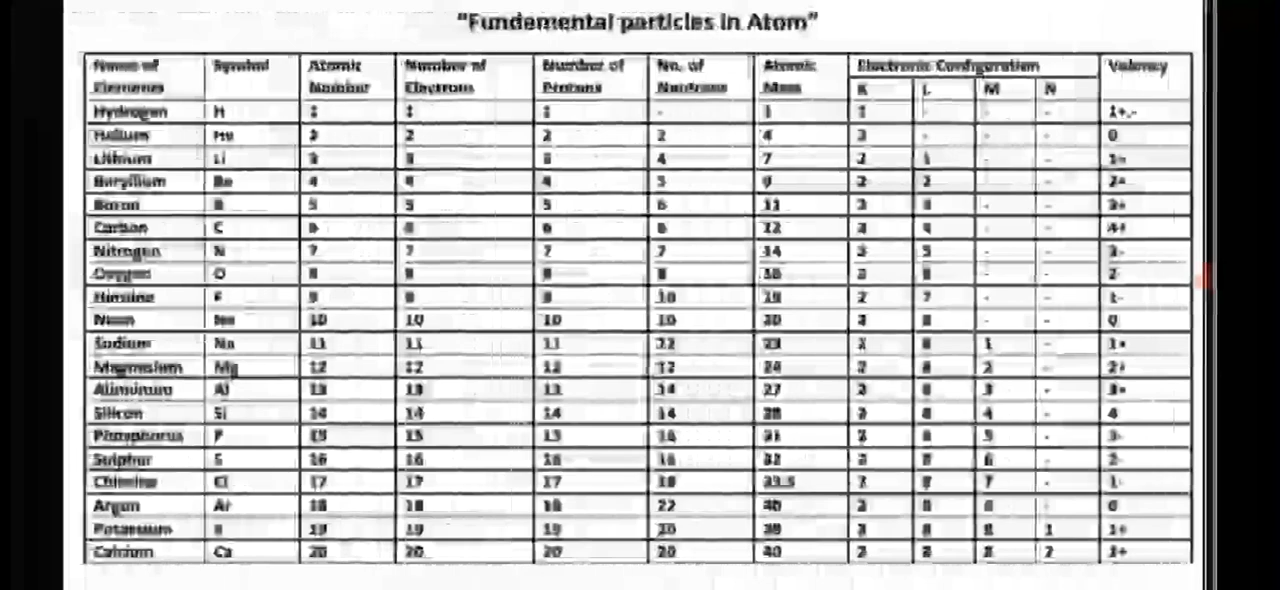 "Fundamental particles in Atom"
Name of Elements Symbol Atomic Number Number of Electrons Number of Protons No. of Neutrons Atomic Mass Electronic Configuration Valency
K L M N
Hydrogen H 1 1 1 - 1 1 - - - 1+,-
Helium He 2 2 2 2 4 2 - - - 0
Lithium Li 3 3 3 4 7 2 1 - - 1+
Beryllium Be 4 4 4 5 9 2 2 - - 2+
Boron B 5 5 5 6 11 2 - - 3+
Carbon C 6 6 6 6 12 2 4 - - 4+
Nitrogen N 7 7 7 7 14 2 5 - - 3-
Oxygen O 8 8 8 8 16 2 - - 2-
F 9 9 9 10 19 2 7 - - 1-
Neon Ne 10 10 10 10 20 2 8 - - 0
Sodium Na 11 11 11 23 2 8 1 - 1+
Magnesium Mg 12 12 12 12 24 2 8 2 - 2+
Al 13 13 13 14 27 2 8 3 - 3+
Silicon Si 14 14 14 14 28 2 8 4 - 4
Phosphorus P 15 15 15 16 31 2 8 5 - 3-
Sulphur S 16 16 16 16 32 2 8 6 - 2-
Chlorine Cl 17 17 17 18 2 8 7 - 1-
Argon Ar 18 18 18 22 40 2 8 8 - 0
Potassium 19 19 19 20 39 2 8 8 1 1+
Calcium Ca 20 20 20 20 40 2 8 8 2